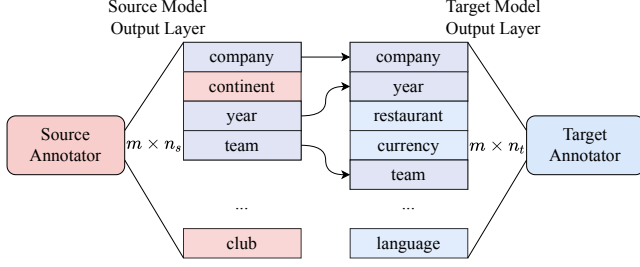 Source Model
Output Layer
Target Model
Output Layer
company
continent
year
team
...
club
company
year
restaurant
currency
team
...
language
Source
Annotator
m × n_s
m × n_t
Target
Annotator